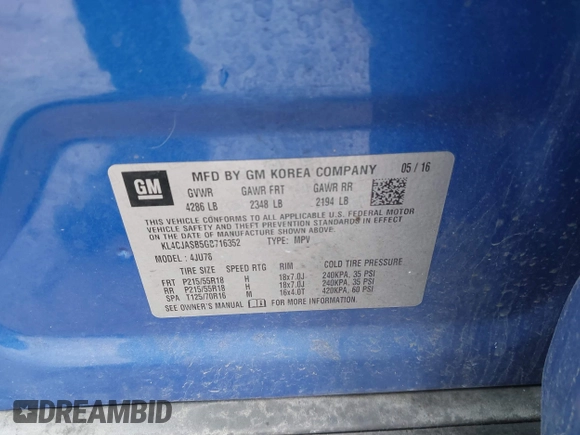 GM
MFD BY GM KOREA COMPANY 05 / 16
GVWR GAWR FRT GAWR RR
4286 LB 2348 LB 2194 LB
THIS VEHICLE CONFORMS TO ALL APPLICABLE U.S. FEDERAL MOTOR
VEHICLE SAFETY AND THEFT PREVENTION STANDARDS IN EFFECT ON
THE DATE OF MANUFACTURE SHOWN ABOVE.
KL4CJASB5GB716352 TYPE: MPV
MODEL : 4JU76
TIRE SIZE SPEED RTG RIM COLD TIRE PRESSURE
FRT P215/55R18 H 18x7.0J 240KPA, 35 PSI
RR P215/55R18 H 18x7.0J 240KPA, 35 PSI
SPA T125/70R16 M 16x4.0T 420KPA, 60 PSI
SEE OWNER'S MANUAL FOR MORE INFORMATION.
DREAMBID